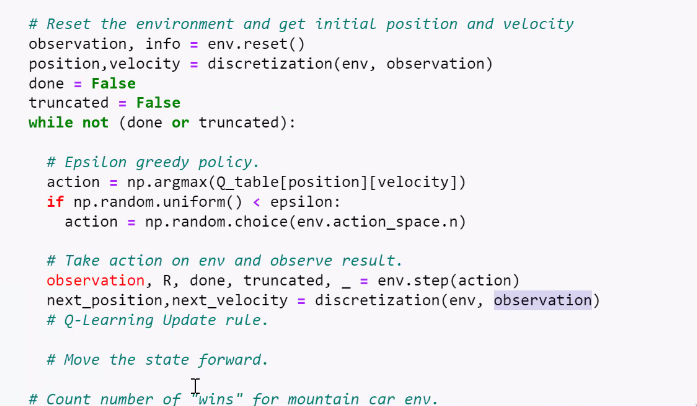 # Reset the environment and get initial position and velocity
observation, info = env.reset()
position,velocity = discretization(env, observation)
done = False
truncated = False
while not (done or truncated):
# Epsilon greedy policy.
action = np.argmax(Q_table[position][velocity])
if np.random.uniform() < epsilon:
action = np.random.choice(env.action_space.n)
# Take action on env and observe result.
observation, R, done, truncated, _ = env.step(action)
next_position,next_velocity = discretization(env, observation)
# Q-Learning Update rule.
# Move the state forward.
# Count number of "wins" for mountain car env.